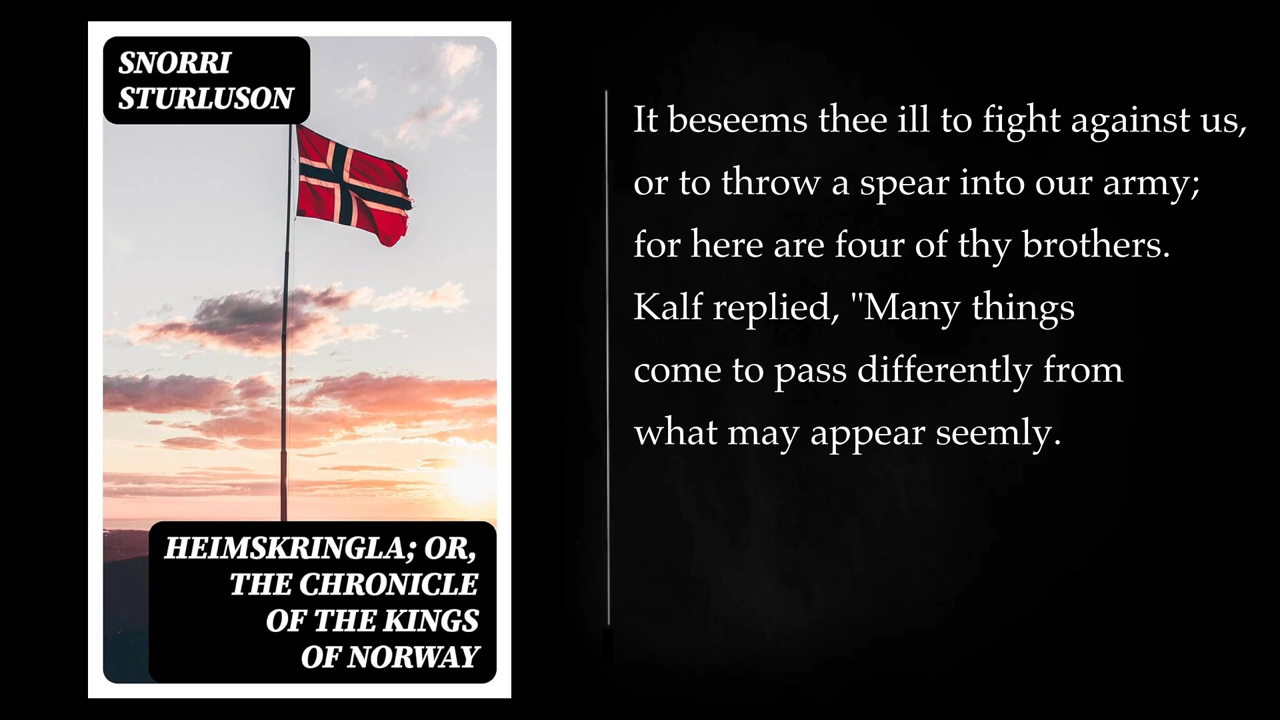 SNORRI
STURLUSON
HEIMSKRINGLA; OR,
THE CHRONICLE
OF THE KINGS
OF NORWAY
It beseems thee ill to fight against us,
or to throw a spear into our army;
for here are four of thy brothers.
Kalf replied, "Many things
come to pass differently from
what may appear seemly.